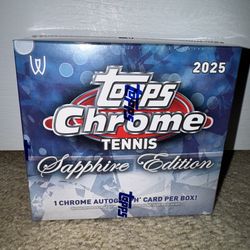 W
2025
Topps
Chrome
TENNIS
Sapphire Edition
1 CHROME AUTOGRAPH CARD PER BOX!